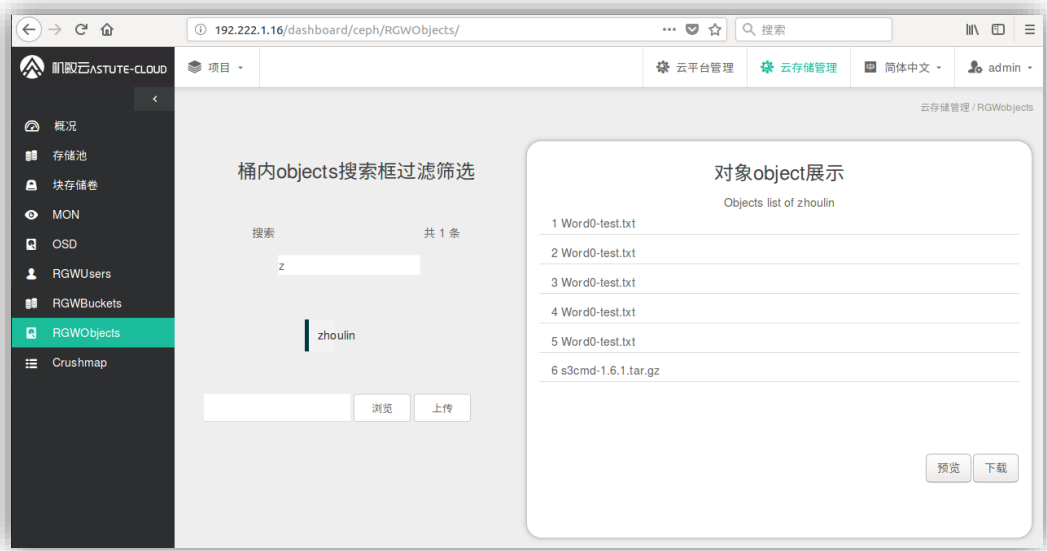 192.222.1.16/dashboard/ceph/RGWObjects/
搜索
机敏云ASTUTE-CLOUD
项目
云平台管理
云存储管理
简体中文
admin
云存储管理 / RGWobjects
概况
存储池
块存储卷
MON
OSD
RGWUsers
RGWBuckets
RGWObjects
Crushmap
桶内objects搜索框过滤筛选
搜索
共 1 条
z
zhoulin
浏览
上传
对象object展示
Objects list of zhoulin
1 Word0-test.txt
2 Word0-test.txt
3 Word0-test.txt
4 Word0-test.txt
5 Word0-test.txt
6 s3cmd-1.6.1.tar.gz
预览
下载